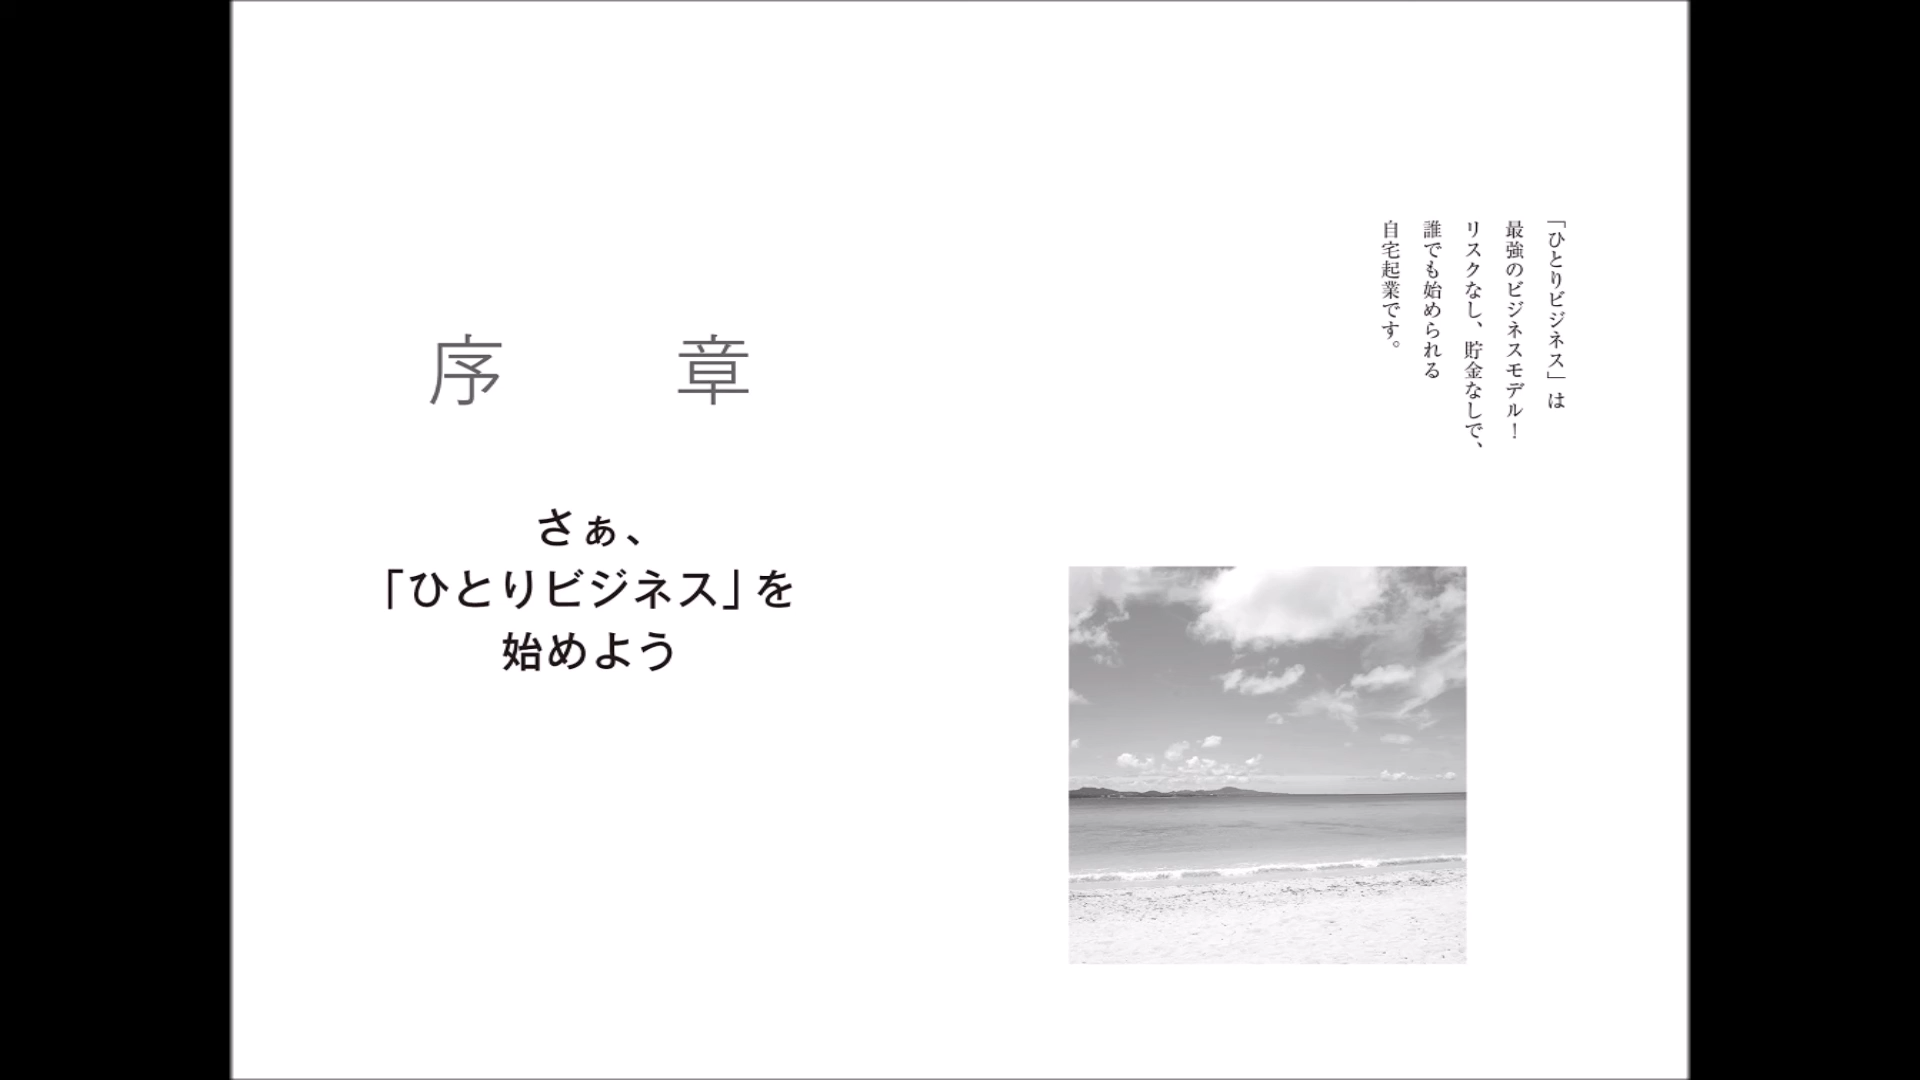 「ひとりビジネス」は
最強のビジネスモデル！
リスクなし、貯金なしで、
誰でも始められる
自宅起業です。
序　章
さぁ、
「ひとりビジネス」を
始めよう